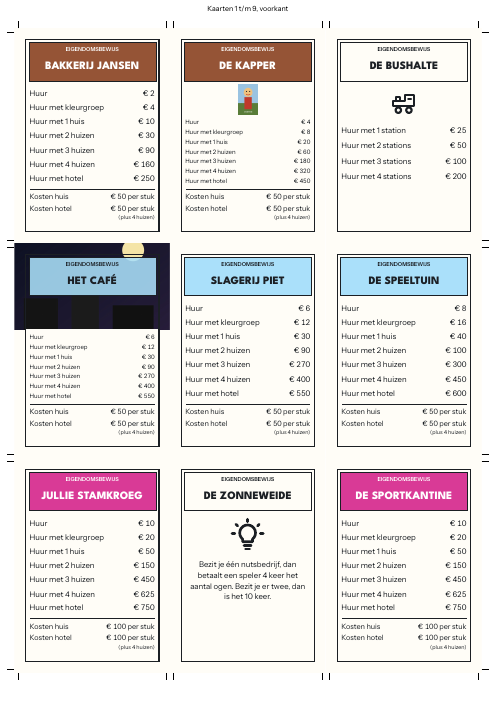 Kaarten 1 t/m 9, voorkant
EIGENDOMSBEWIJS
BAKKERIJ JANSEN
Huur € 2
Huur met kleurgroep € 4
Huur met 1 huis € 10
Huur met 2 huizen € 30
Huur met 3 huizen € 90
Huur met 4 huizen € 160
Huur met hotel € 250
Kosten huis € 50 per stuk
Kosten hotel € 50 per stuk
(plus 4 huizen)
EIGENDOMSBEWIJS
DE KAPPER
Huur € 4
Huur met kleurgroep € 8
Huur met 1 huis € 20
Huur met 2 huizen € 60
Huur met 3 huizen € 180
Huur met 4 huizen € 320
Huur met hotel € 450
Kosten huis € 50 per stuk
Kosten hotel € 50 per stuk
(plus 4 huizen)
EIGENDOMSBEWIJS
DE BUSHALTE
Huur met 1 station € 25
Huur met 2 stations € 50
Huur met 3 stations € 100
Huur met 4 stations € 200
EIGENDOMSBEWIJS
HET CAFÉ
Huur € 6
Huur met kleurgroep € 12
Huur met 1 huis € 30
Huur met 2 huizen € 90
Huur met 3 huizen € 270
Huur met 4 huizen € 400
Huur met hotel € 550
Kosten huis € 50 per stuk
Kosten hotel € 50 per stuk
(plus 4 huizen)
EIGENDOMSBEWIJS
SLAGERIJ PIET
Huur € 6
Huur met kleurgroep € 12
Huur met 1 huis € 30
Huur met 2 huizen € 90
Huur met 3 huizen € 270
Huur met 4 huizen € 400
Huur met hotel € 550
Kosten huis € 50 per stuk
Kosten hotel € 50 per stuk
(plus 4 huizen)
EIGENDOMSBEWIJS
DE SPEELTUIN
Huur € 8
Huur met kleurgroep € 16
Huur met 1 huis € 40
Huur met 2 huizen € 100
Huur met 3 huizen € 300
Huur met 4 huizen € 450
Huur met hotel € 600
Kosten huis € 50 per stuk
Kosten hotel € 50 per stuk
(plus 4 huizen)
EIGENDOMSBEWIJS
JULLIE STAMKROEG
Huur € 10
Huur met kleurgroep € 20
Huur met 1 huis € 50
Huur met 2 huizen € 150
Huur met 3 huizen € 450
Huur met 4 huizen € 625
Huur met hotel € 750
Kosten huis € 100 per stuk
Kosten hotel € 100 per stuk
(plus 4 huizen)
EIGENDOMSBEWIJS
DE ZONNEWEIDE
Bezit je één nutsbedrijf, dan
betaalt een speler 4 keer het
aantal ogen. Bezit je er twee, dan
is het 10 keer.
EIGENDOMSBEWIJS
DE SPORTKANTINE
Huur € 10
Huur met kleurgroep € 20
Huur met 1 huis € 50
Huur met 2 huizen € 150
Huur met 3 huizen € 450
Huur met 4 huizen € 625
Huur met hotel € 750
Kosten huis € 100 per stuk
Kosten hotel € 100 per stuk
(plus 4 huizen)